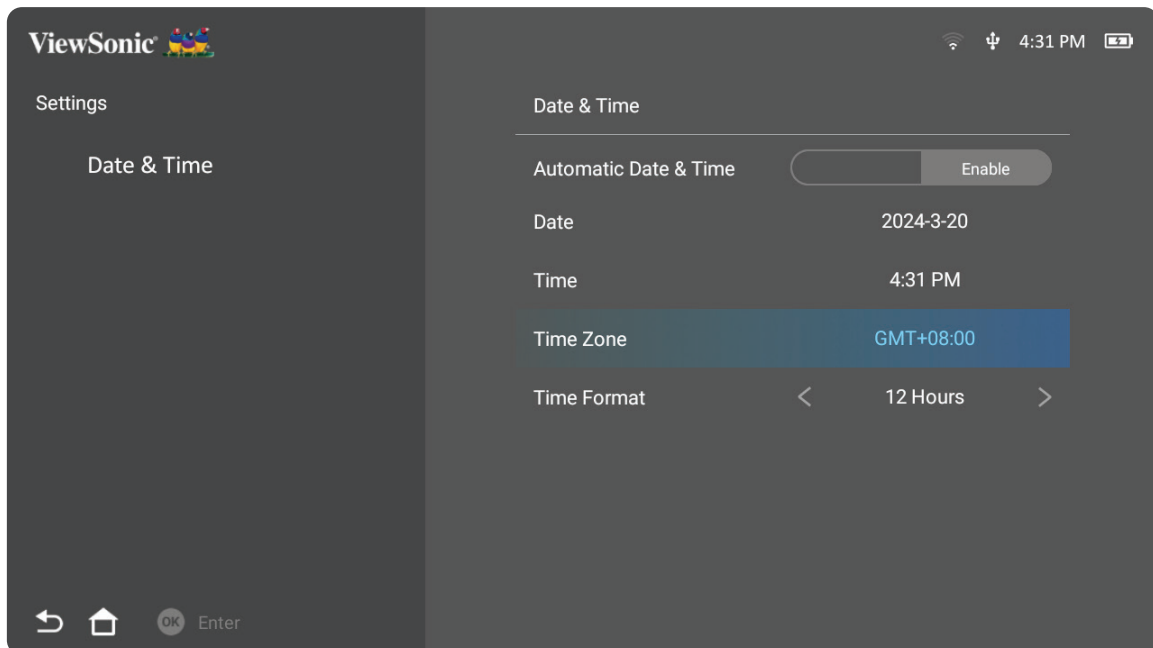 ViewSonic
4:31 PM
Settings
Date & Time
Date & Time
Automatic Date & Time Enable
Date 2024-3-20
Time 4:31 PM
Time Zone GMT+08:00
Time Format < 12 Hours >
OK Enter